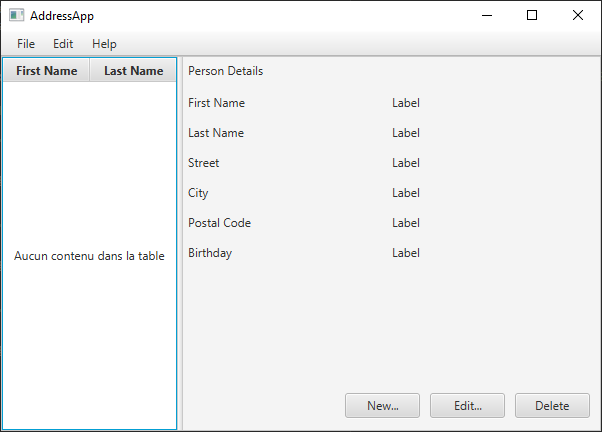 AddressApp
File Edit Help
First Name Last Name
Aucun contenu dans la table
Person Details
First Name Label
Last Name Label
Street Label
City Label
Postal Code Label
Birthday Label
New... Edit... Delete